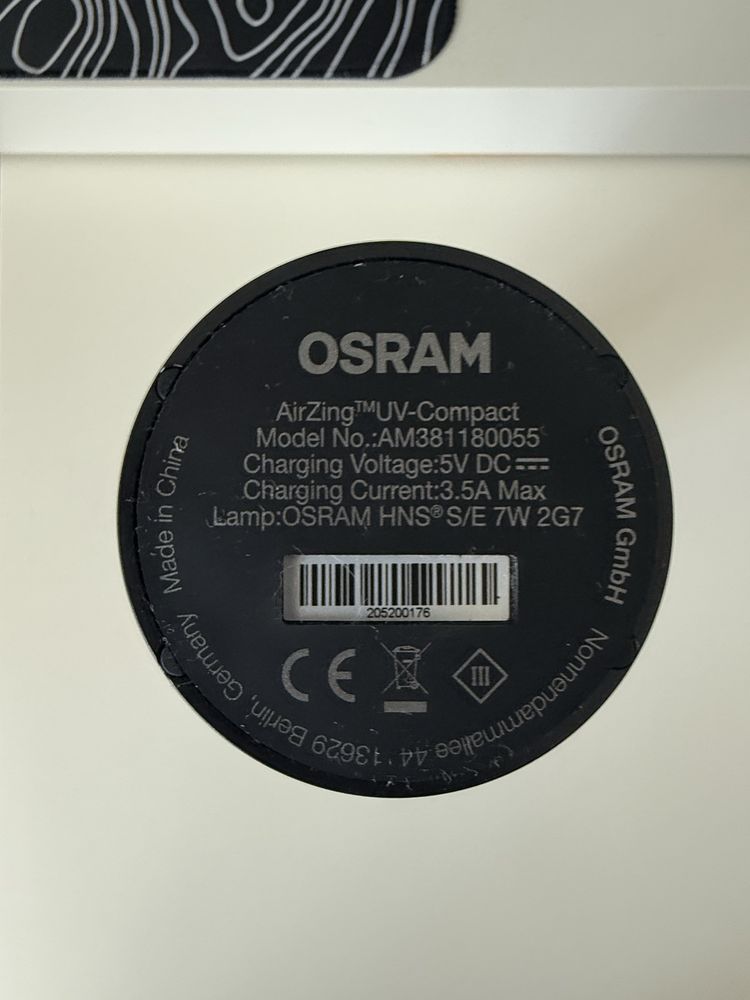 OSRAM
AirZing™UV-Compact
Model No.:AM381180055
Charging Voltage:5V DC⎓
Charging Current:3.5A Max
Lamp:OSRAM HNS® S/E 7W 2G7
205200176
CE
III
OSRAM GmbH
Nonnendammallee 44 13629 Berlin, Germany
Made in China